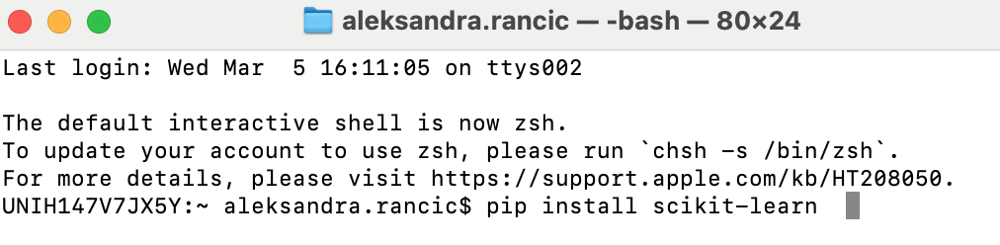 aleksandra.rancic — -bash — 80×24
Last login: Wed Mar  5 16:11:05 on ttys002
The default interactive shell is now zsh.
To update your account to use zsh, please run `chsh -s /bin/zsh`.
For more details, please visit https://support.apple.com/kb/HT208050.
UNIH147V7JX5Y:~ aleksandra.rancic$ pip install scikit-learn